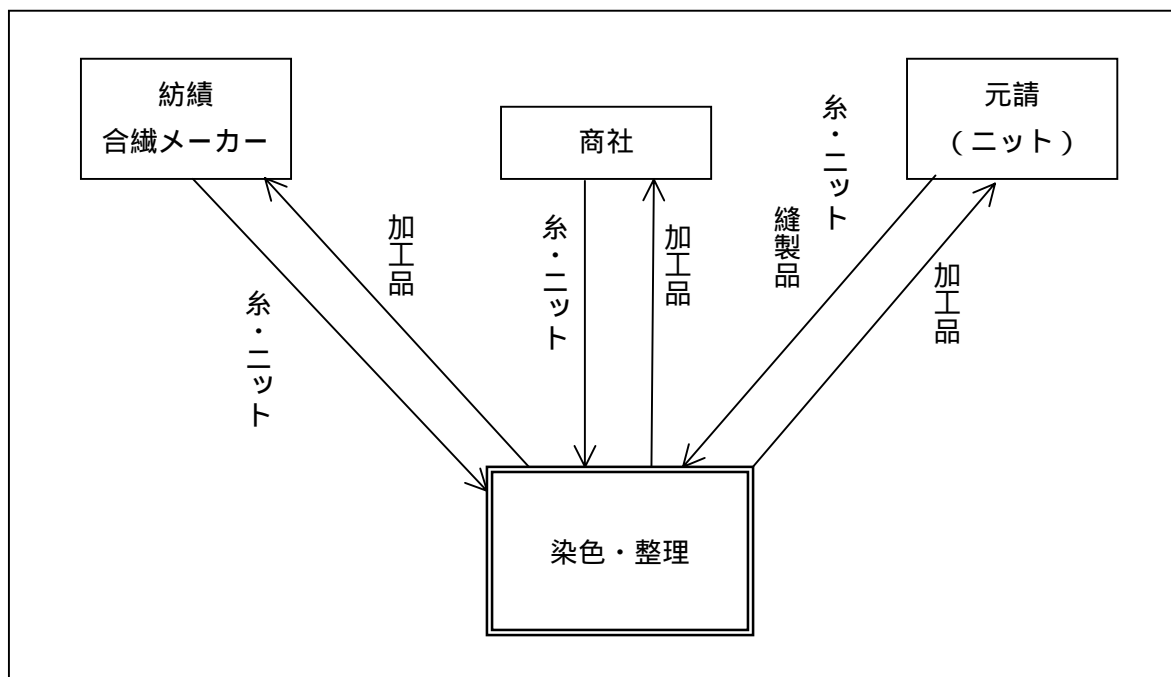 紡績
合繊メーカー
商社
元請
（ニット）
糸・ニット
加工品
糸・ニット
加工品
糸・ニット
縫製品
加工品
染色・整理